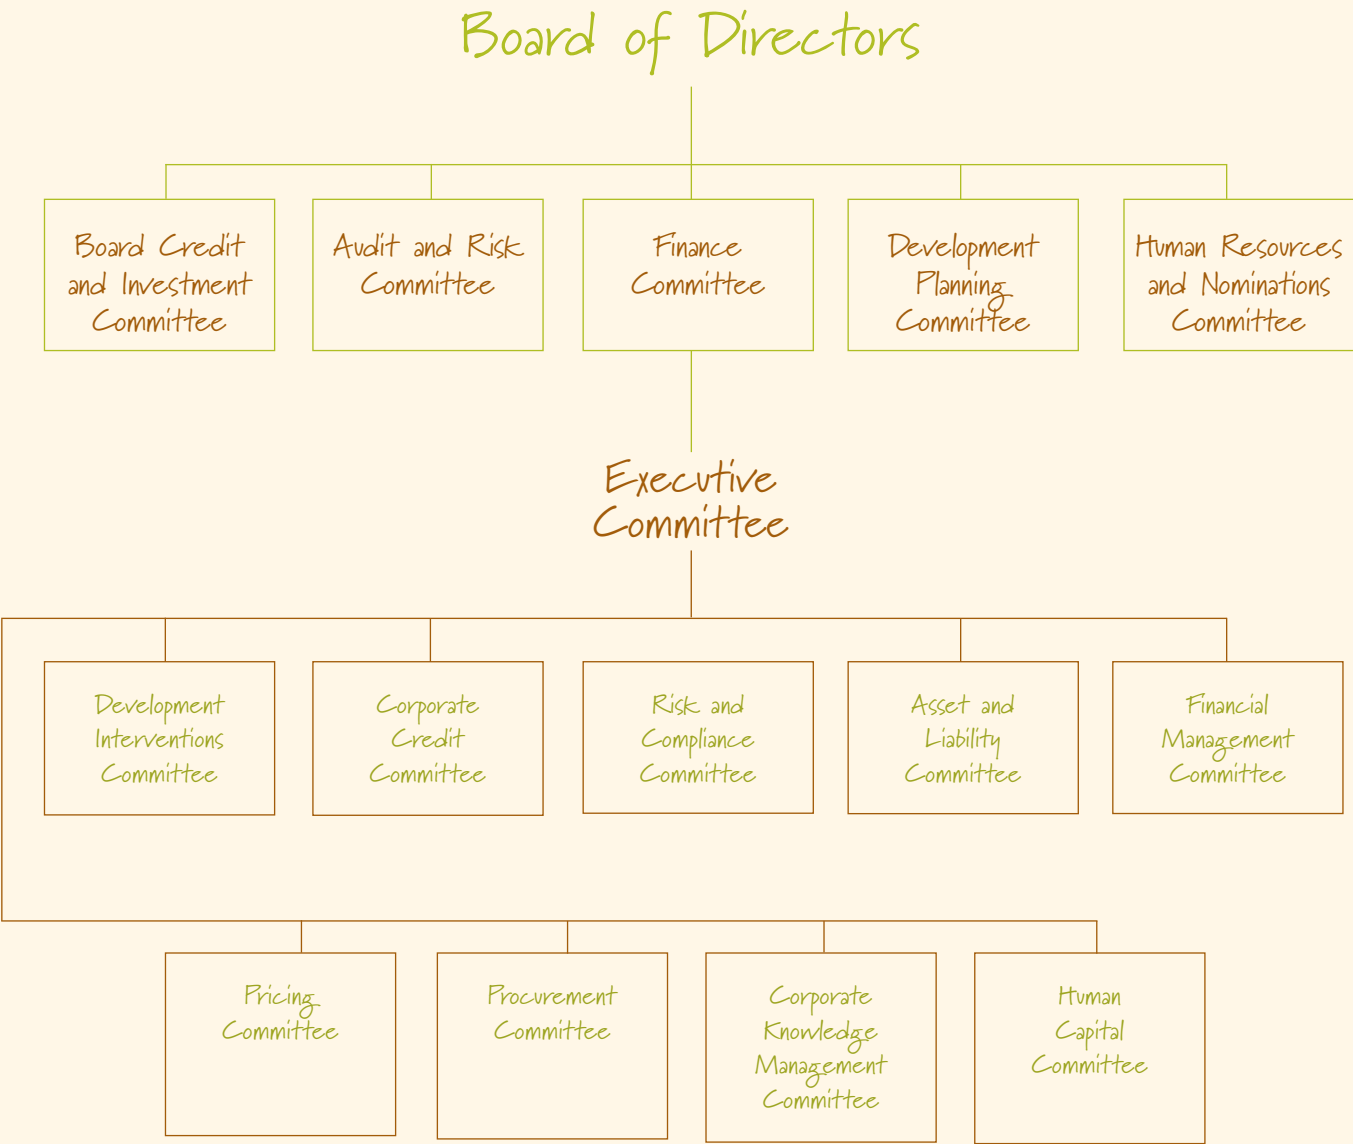 Board of Directors
Board Credit
and Investment
Committee
Audit and Risk
Committee
Finance
Committee
Development
Planning
Committee
Human Resources
and Nominations
Committee
Executive
Committee
Development
Interventions
Committee
Corporate
Credit
Committee
Risk and
Compliance
Committee
Asset and
Liability
Committee
Financial
Management
Committee
Pricing
Committee
Procurement
Committee
Corporate
Knowledge
Management
Committee
Human
Capital
Committee